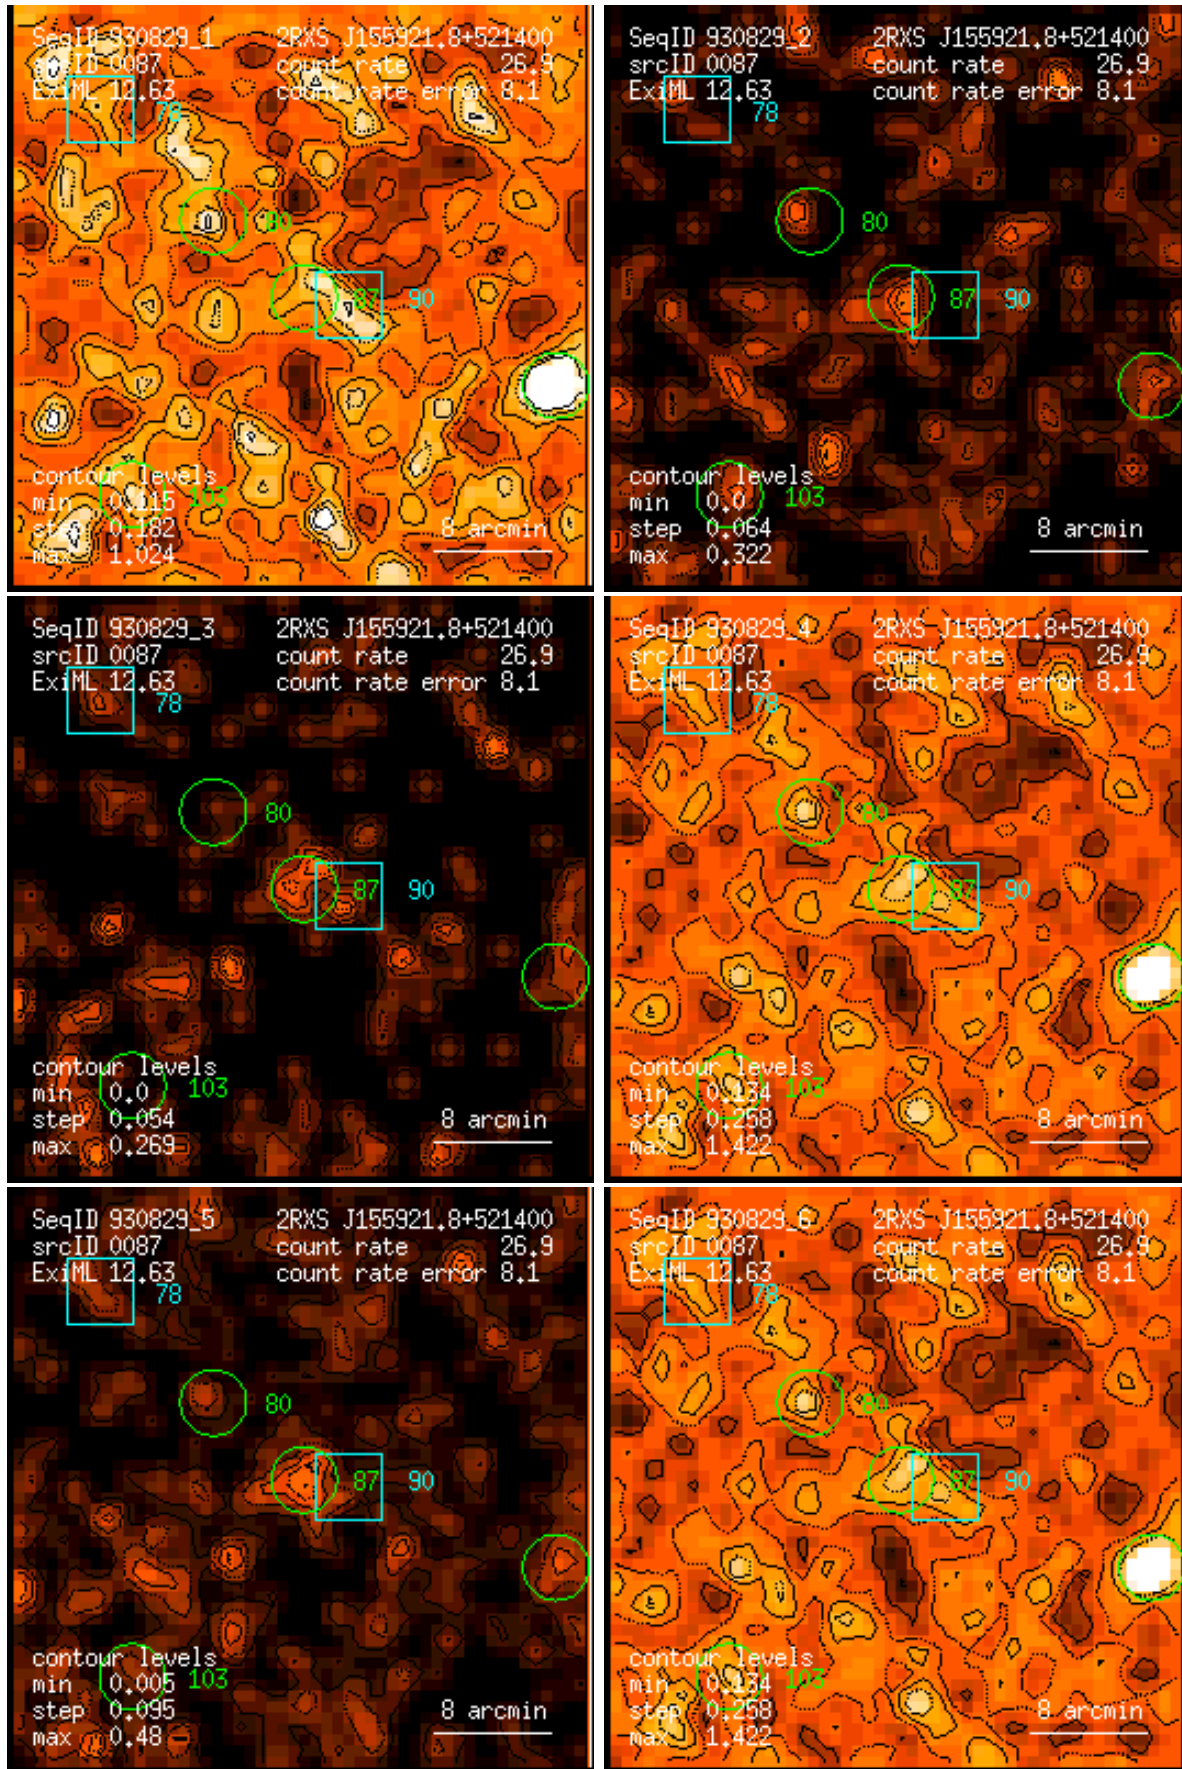 SeqID 930829_1 2RXS J155921.8+521400
srcID 0087 count rate 26.9
ExiML 12.63 count rate error 8.1
78
80
87 90
contour levels
min 0.115 103
step 0.182 8 arcmin
max 1.024
SeqID 930829_2 2RXS J155921.8+521400
srcID 0087 count rate 26.9
ExiML 12.63 count rate error 8.1
78
80
87 90
contour levels
min 0.0 103
step 0.064 8 arcmin
max 0.322
SeqID 930829_3 2RXS J155921.8+521400
srcID 0087 count rate 26.9
ExiML 12.63 count rate error 8.1
78
80
87 90
contour levels
min 0.0 103
step 0.054 8 arcmin
max 0.269
SeqID 930829_4 2RXS J155921.8+521400
srcID 0087 count rate 26.9
ExiML 12.63 count rate error 8.1
78
80
87 90
contour levels
min 0.134 103
step 0.258 8 arcmin
max 1.422
SeqID 930829_5 2RXS J155921.8+521400
srcID 0087 count rate 26.9
ExiML 12.63 count rate error 8.1
78
80
87 90
contour levels
min 0.005 103
step 0.095 8 arcmin
max 0.48
SeqID 930829_6 2RXS J155921.8+521400
srcID 0087 count rate 26.9
ExiML 12.63 count rate error 8.1
78
80
87 90
contour levels
min 0.134 103
step 0.258 8 arcmin
max 1.422